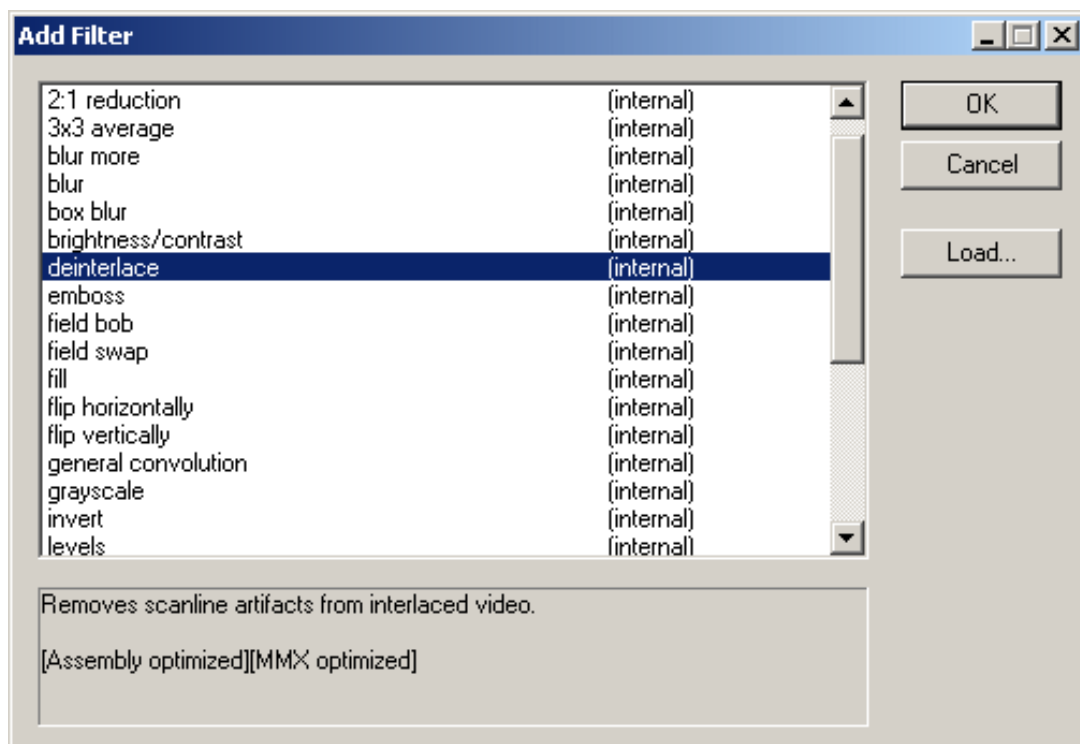 Add Filter
2:1 reduction (internal)
3x3 average (internal)
blur more (internal)
blur (internal)
box blur (internal)
brightness/contrast (internal)
deinterlace (internal)
emboss (internal)
field bob (internal)
field swap (internal)
fill (internal)
flip horizontally (internal)
flip vertically (internal)
general convolution (internal)
grayscale (internal)
invert (internal)
levels (internal)
OK
Cancel
Load...
Removes scanline artifacts from interlaced video.
[Assembly optimized][MMX optimized]